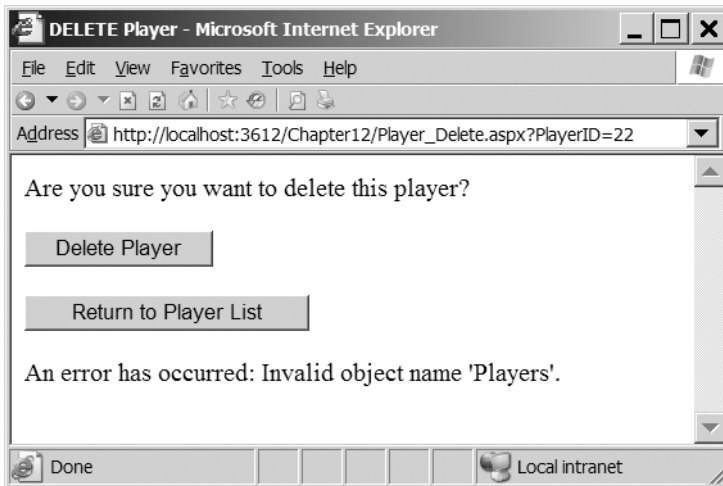 DELETE Player - Microsoft Internet Explorer
File Edit View Favorites Tools Help
Address http://localhost:3612/Chapter12/Player_Delete.aspx?PlayerID=22
Are you sure you want to delete this player?
Delete Player
Return to Player List
An error has occurred: Invalid object name 'Players'.
Done Local intranet